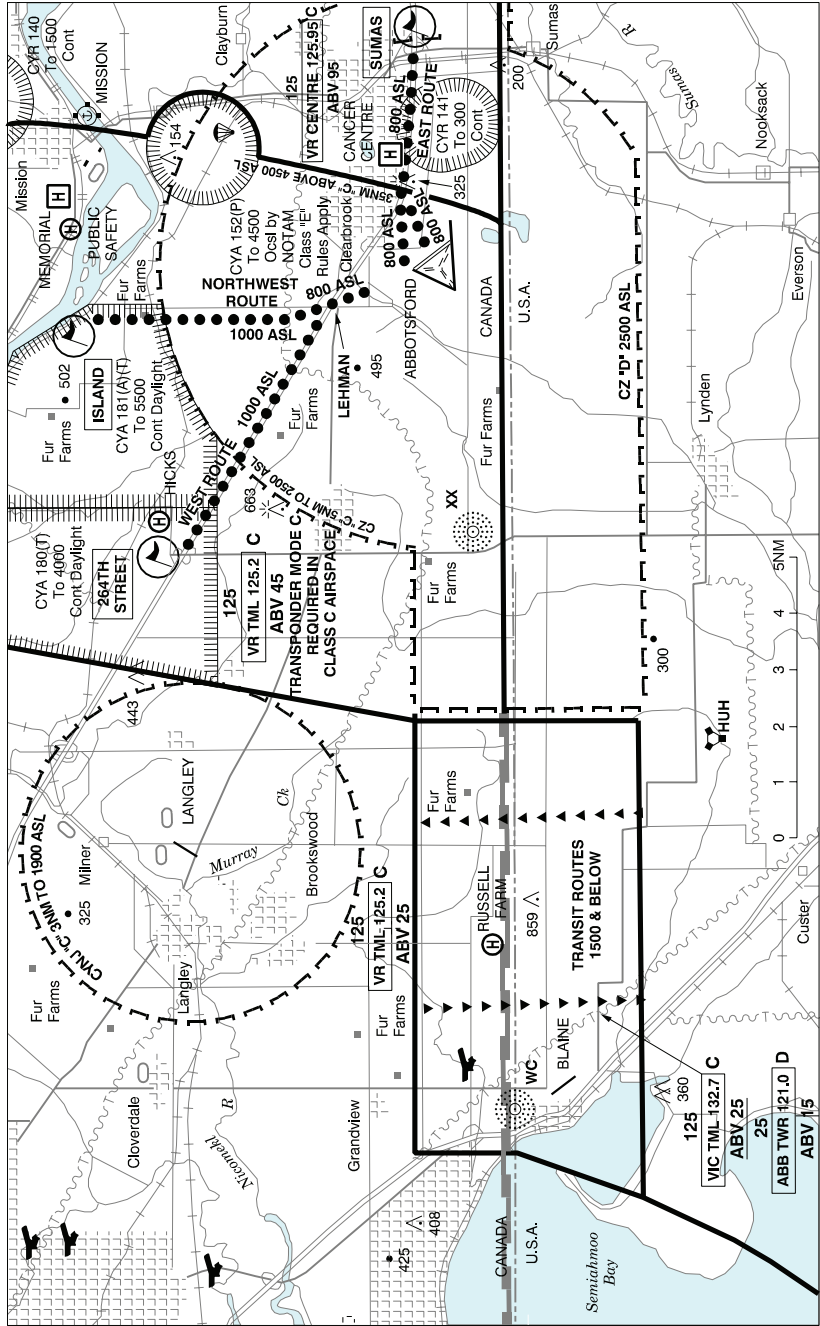 CYR 140
To 1500
Cont
MISSION
Mission
MEMORIAL
H
H
PUBLIC
SAFETY
Clayburn
154
125
VR CENTRE 125.95 C
ABV 95
SUMAS
CANCER
CENTRE
H
800 ASL
EAST ROUTE
CYR 141
To 300
Cont
200
Sumas
Sumas
R
Nooksack
Everson
325
35NM "C" ABOVE 4500 ASL
CYA 152(P)
To 4500
Ocsl by
NOTAM
Class "E"
Rules Apply
Clearbrook
800 ASL
800 ASL
ABBOTSFORD
CANADA
U.S.A.
CZ "D" 2500 ASL
Lynden
Fur
Farms
NORTHWEST
ROUTE
1000 ASL
800 ASL
LEHMAN
495
ISLAND
502
Fur
Farms
CYA 181(A)(T)
To 5500
Cont Daylight
WEST ROUTE 1000 ASL
Fur
Farms
Fur Farms
HICKS
H
264TH
STREET
CYA 180(T)
To 4000
Cont Daylight
663
CZ "C" 5NM TO 2500 ASL
XX
Fur
Farms
125
VR TML 125.2 C
ABV 45
TRANSPONDER MODE C
REQUIRED IN
CLASS C AIRSPACE
443
300
HUH
0 1 2 3 4 5NM
CYNJ "C" 3NM TO 1900 ASL
LANGLEY
Milner
325
Murray
Ck
Brookswood
Langley
Fur
Farms
125
VR TML 125.2 C
ABV 25
Fur
Farms
H
RUSSELL
FARM
859
TRANSIT ROUTES
1500 & BELOW
Custer
Fur
Farms
Cloverdale
Nicomekl
R
Grandview
WC
BLAINE
360
125
VIC TML 132.7 C
ABV 25
25
ABB TWR 121.0 D
ABV 15
408
425
CANADA
U.S.A.
Semiahmoo
Bay